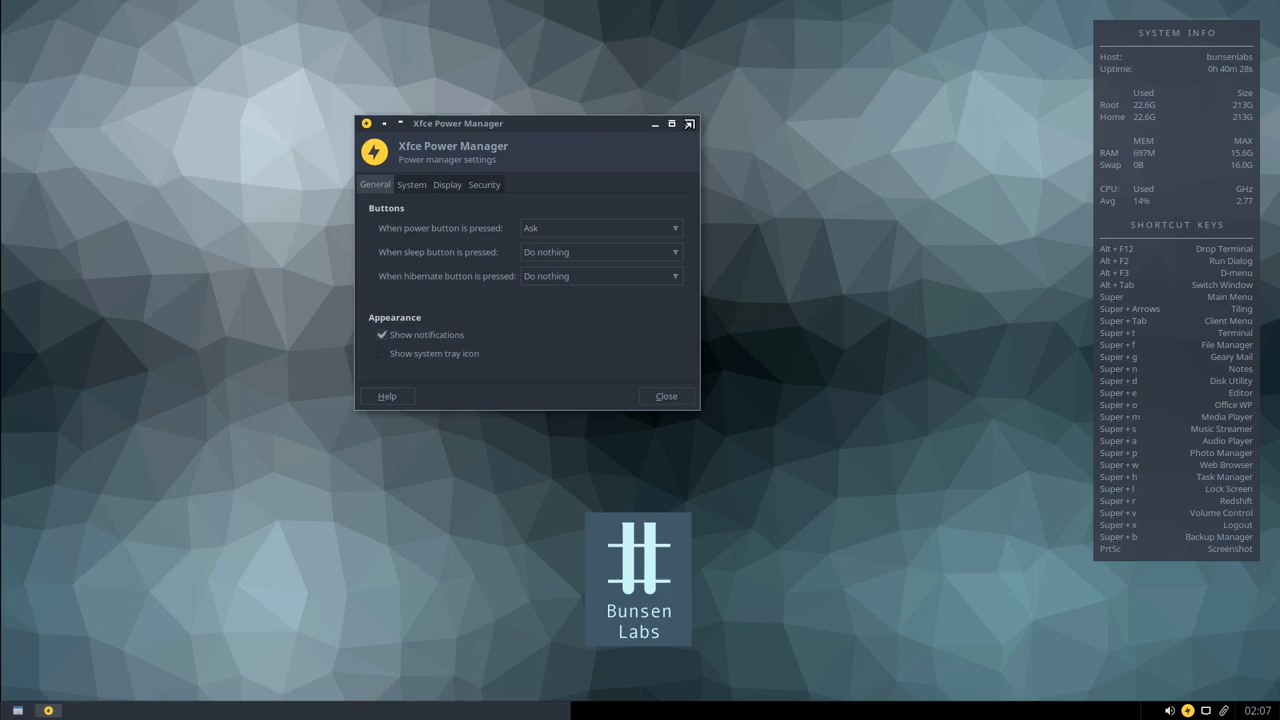 Xfce Power Manager
Xfce Power Manager
Power manager settings
General System Display Security
Buttons
When power button is pressed: Ask
When sleep button is pressed: Do nothing
When hibernate button is pressed: Do nothing
Appearance
Show notifications
Show system tray icon
Help Close
Bunsen
Labs
SYSTEM INFO
Host: bunsenlabs
Uptime: 0h 40m 28s
Used Size
Root 22.6G 213G
Home 22.6G 213G
MEM MAX
RAM 697M 15.6G
Swap 0B 16.0G
CPU: Used GHz
Avg 14% 2.77
SHORTCUT KEYS
Alt + F12 Drop Terminal
Alt + F2 Run Dialog
Alt + F3 D-menu
Alt + Tab Switch Window
Super Main Menu
Super + Arrows Tiling
Super + Tab Client Menu
Super + t Terminal
Super + f File Manager
Super + g Geary Mail
Super + n Notes
Super + d Disk Utility
Super + e Editor
Super + o Office WP
Super + m Media Player
Super + s Music Streamer
Super + a Audio Player
Super + p Photo Manager
Super + w Web Browser
Super + h Task Manager
Super + l Lock Screen
Super + r Redshift
Super + v Volume Control
Super + x Logout
Super + b Backup Manager
PrtSc Screenshot
02:07